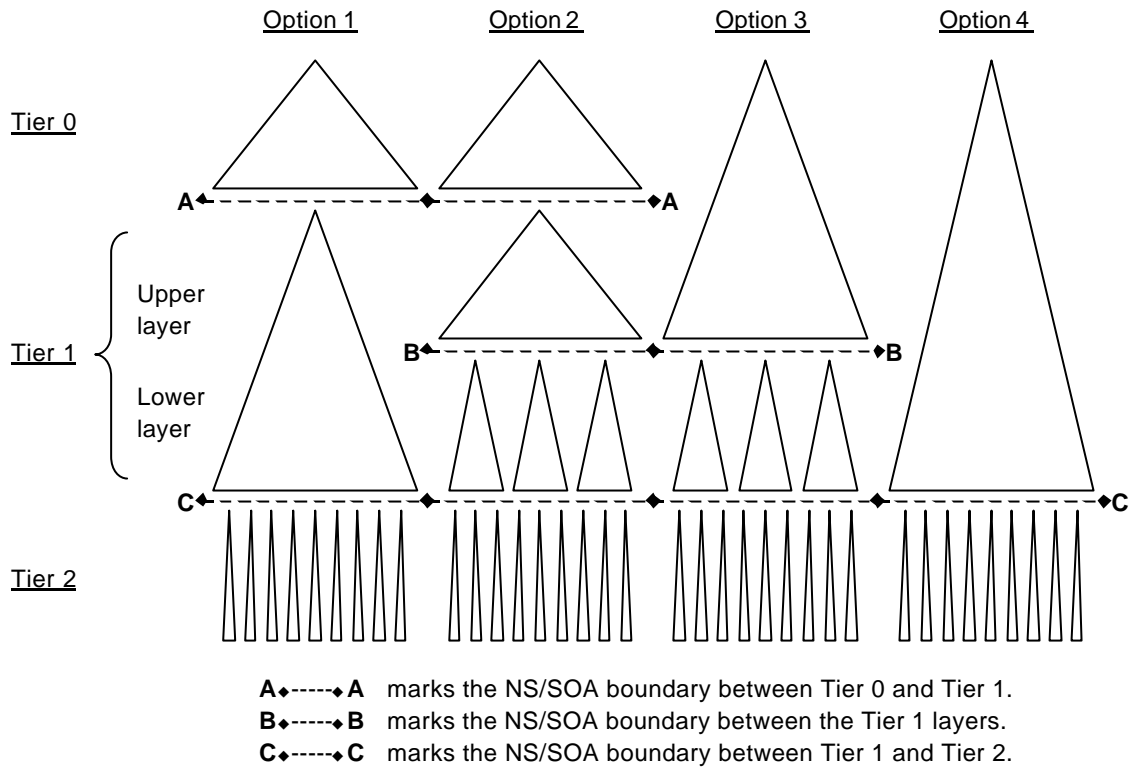 Option 1 Option 2 Option 3 Option 4
Tier 0
A A
Upper
layer
Tier 1
B B
Lower
layer
C C
Tier 2
A A marks the NS/SOA boundary between Tier 0 and Tier 1.
B B marks the NS/SOA boundary between the Tier 1 layers.
C C marks the NS/SOA boundary between Tier 1 and Tier 2.